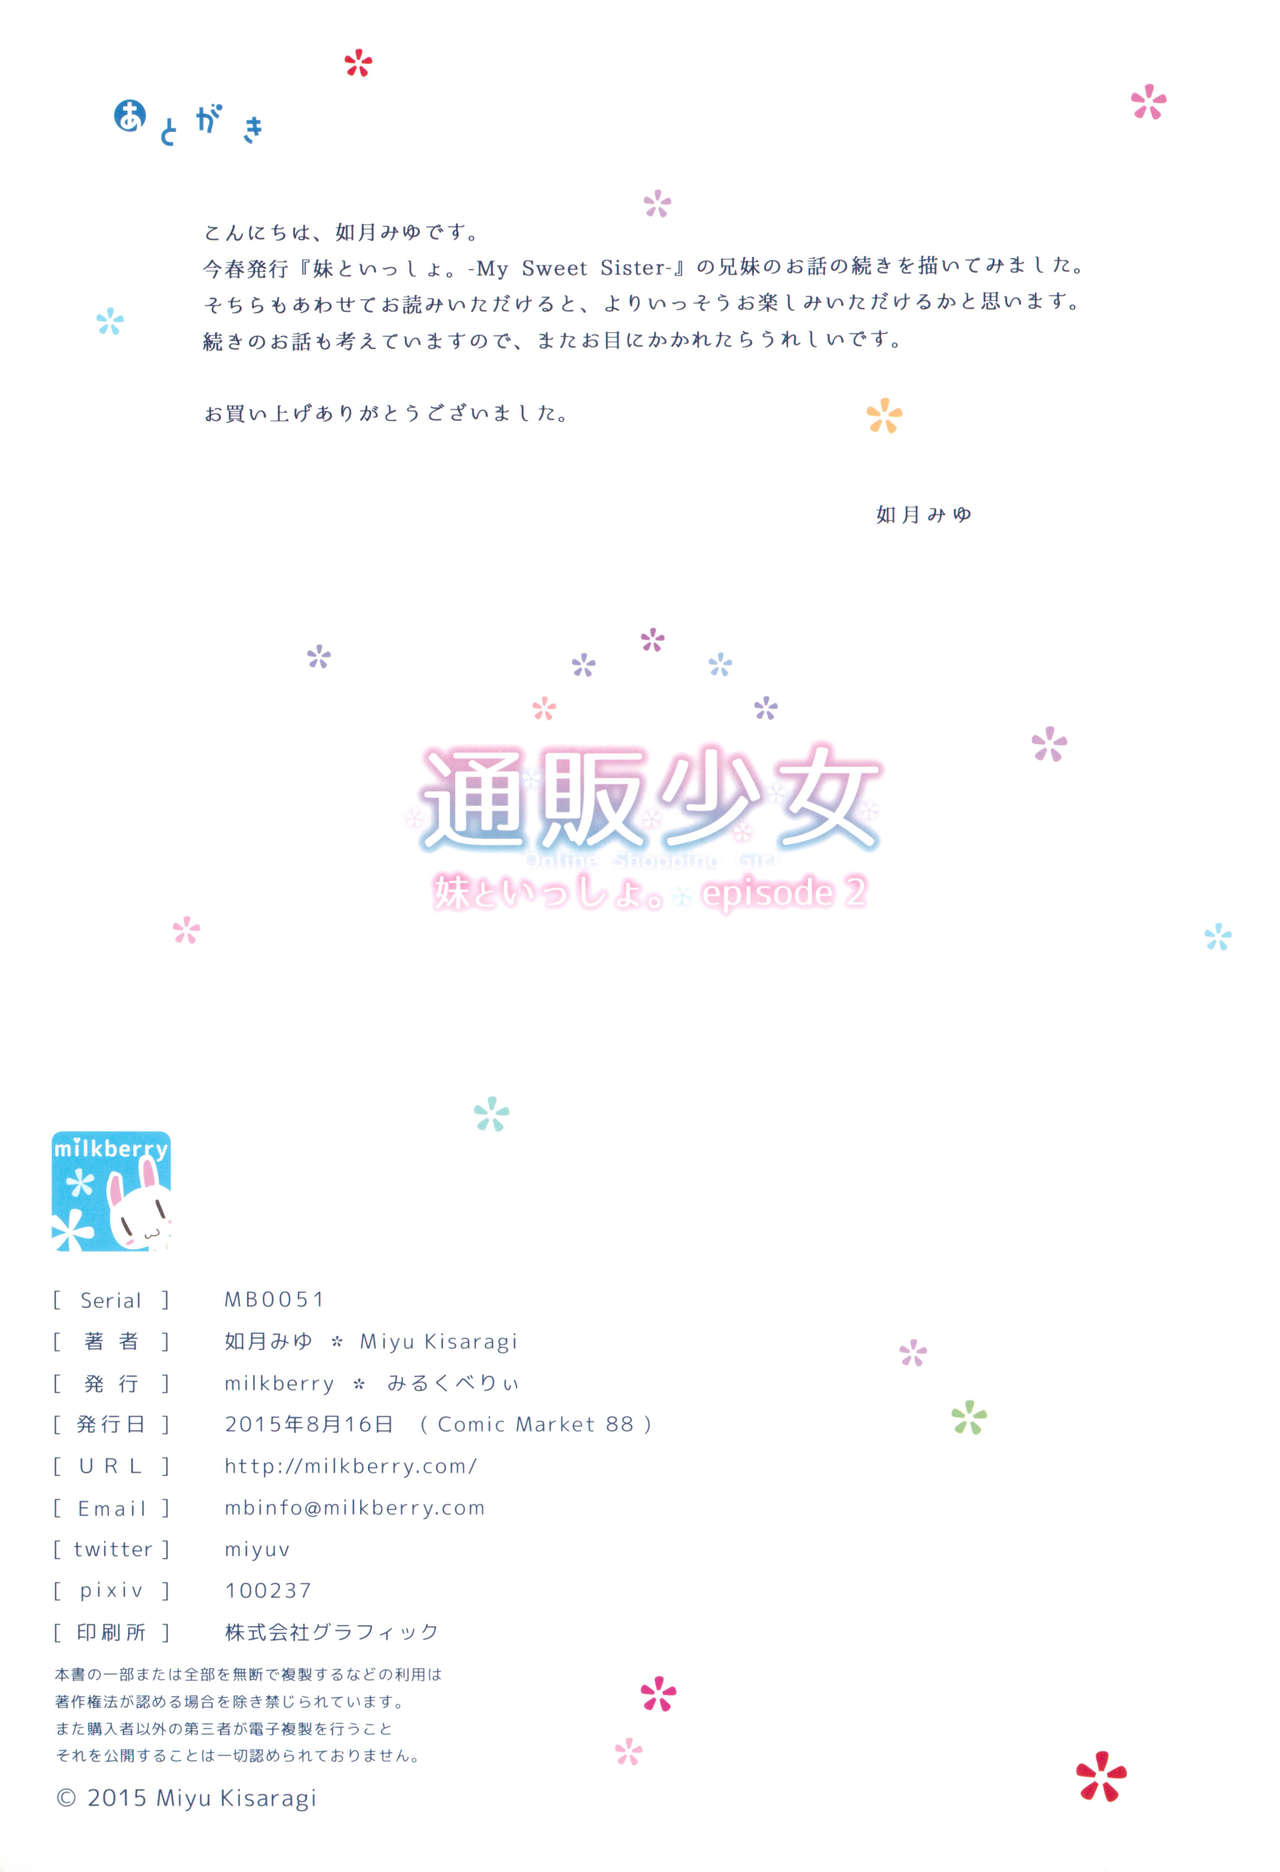 あとがき
こんにちは、如月みゆです。
今春発行『妹といっしょ。-My Sweet Sister-』の兄妹のお話の続きを描いてみました。
そちらもあわせてお読みいただけると、よりいっそうお楽しみいただけるかと思います。
続きのお話も考えていますので、またお目にかかれたらうれしいです。
お買い上げありがとうございました。
如月みゆ
通販少女
Online Shopping Girl
妹といっしょ。 episode 2
milkberry
[ Serial ] MB0051
[ 著者 ] 如月みゆ ✲ Miyu Kisaragi
[ 発行 ] milkberry ✲ みるくべりぃ
[ 発行日 ] 2015年8月16日 ( Comic Market 88 )
[ URL ] http://milkberry.com/
[ Email ] mbinfo@milkberry.com
[ twitter ] miyuv
[ pixiv ] 100237
[ 印刷所 ] 株式会社グラフィック
本書の一部または全部を無断で複製するなどの利用は
著作権法が認める場合を除き禁じられています。
また購入者以外の第三者が電子複製を行うこと
それを公開することは一切認められておりません。
© 2015 Miyu Kisaragi